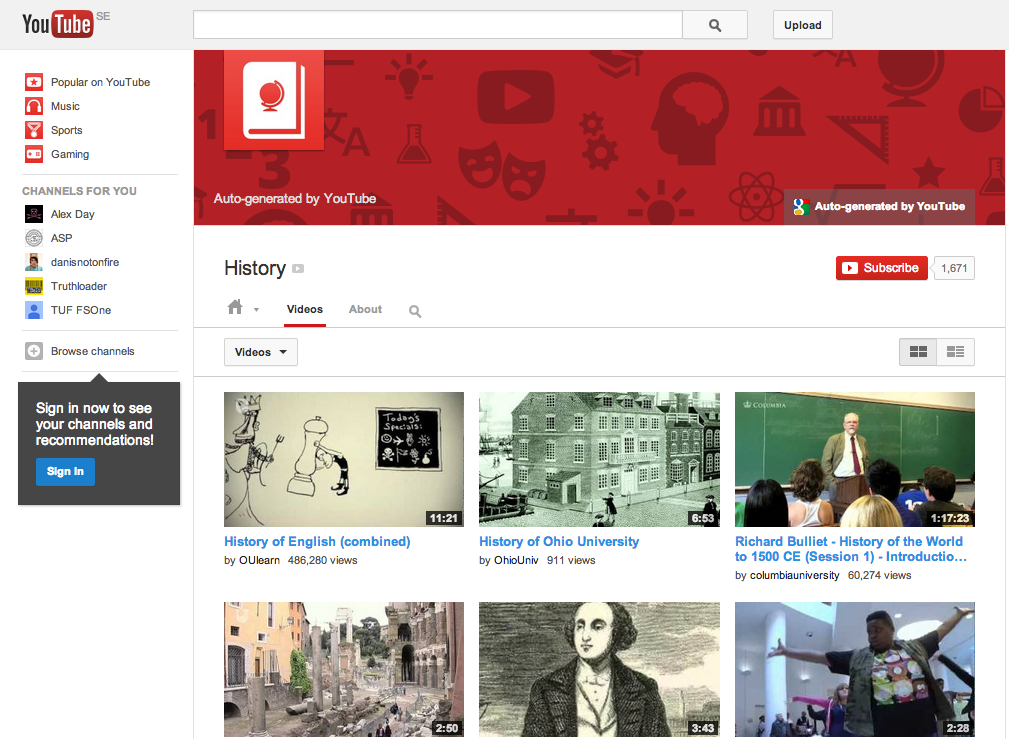 YouTube SE
Upload
Popular on YouTube
Music
Sports
Gaming
CHANNELS FOR YOU
Alex Day
ASP
danisnotonfire
Truthloader
TUF FSOne
Browse channels
Sign in now to see
your channels and
recommendations!
Sign In
1
文A
3
A
Auto-generated by YouTube
Auto-generated by YouTube
History
Subscribe
1,671
Videos
About
Videos
Today's
Specials:
11:21
History of English (combined)
by OUlearn 486,280 views
6:53
History of Ohio University
by OhioUniv 911 views
COLUMBIA
1:17:23
Richard Bulliet - History of the World
to 1500 CE (Session 1) - Introductio...
by columbiauniversity 60,274 views
2:50
3:43
2:28